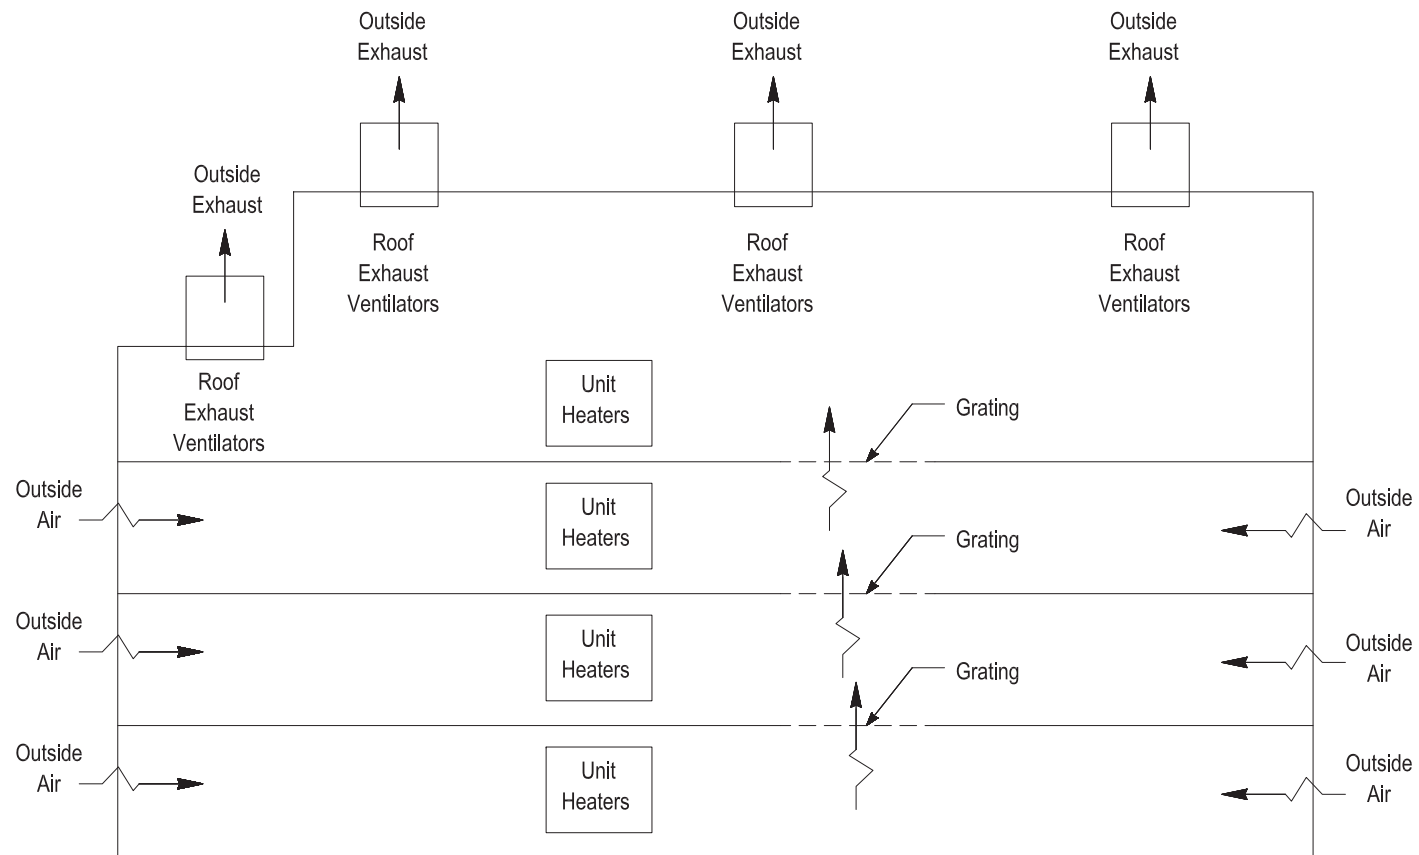 Outside
Exhaust
Outside
Exhaust
Outside
Exhaust
Outside
Exhaust
Roof
Exhaust
Ventilators
Roof
Exhaust
Ventilators
Roof
Exhaust
Ventilators
Roof
Exhaust
Ventilators
Unit
Heaters
Grating
Outside
Air
Unit
Heaters
Outside
Air
Grating
Outside
Air
Unit
Heaters
Outside
Air
Grating
Outside
Air
Unit
Heaters
Outside
Air